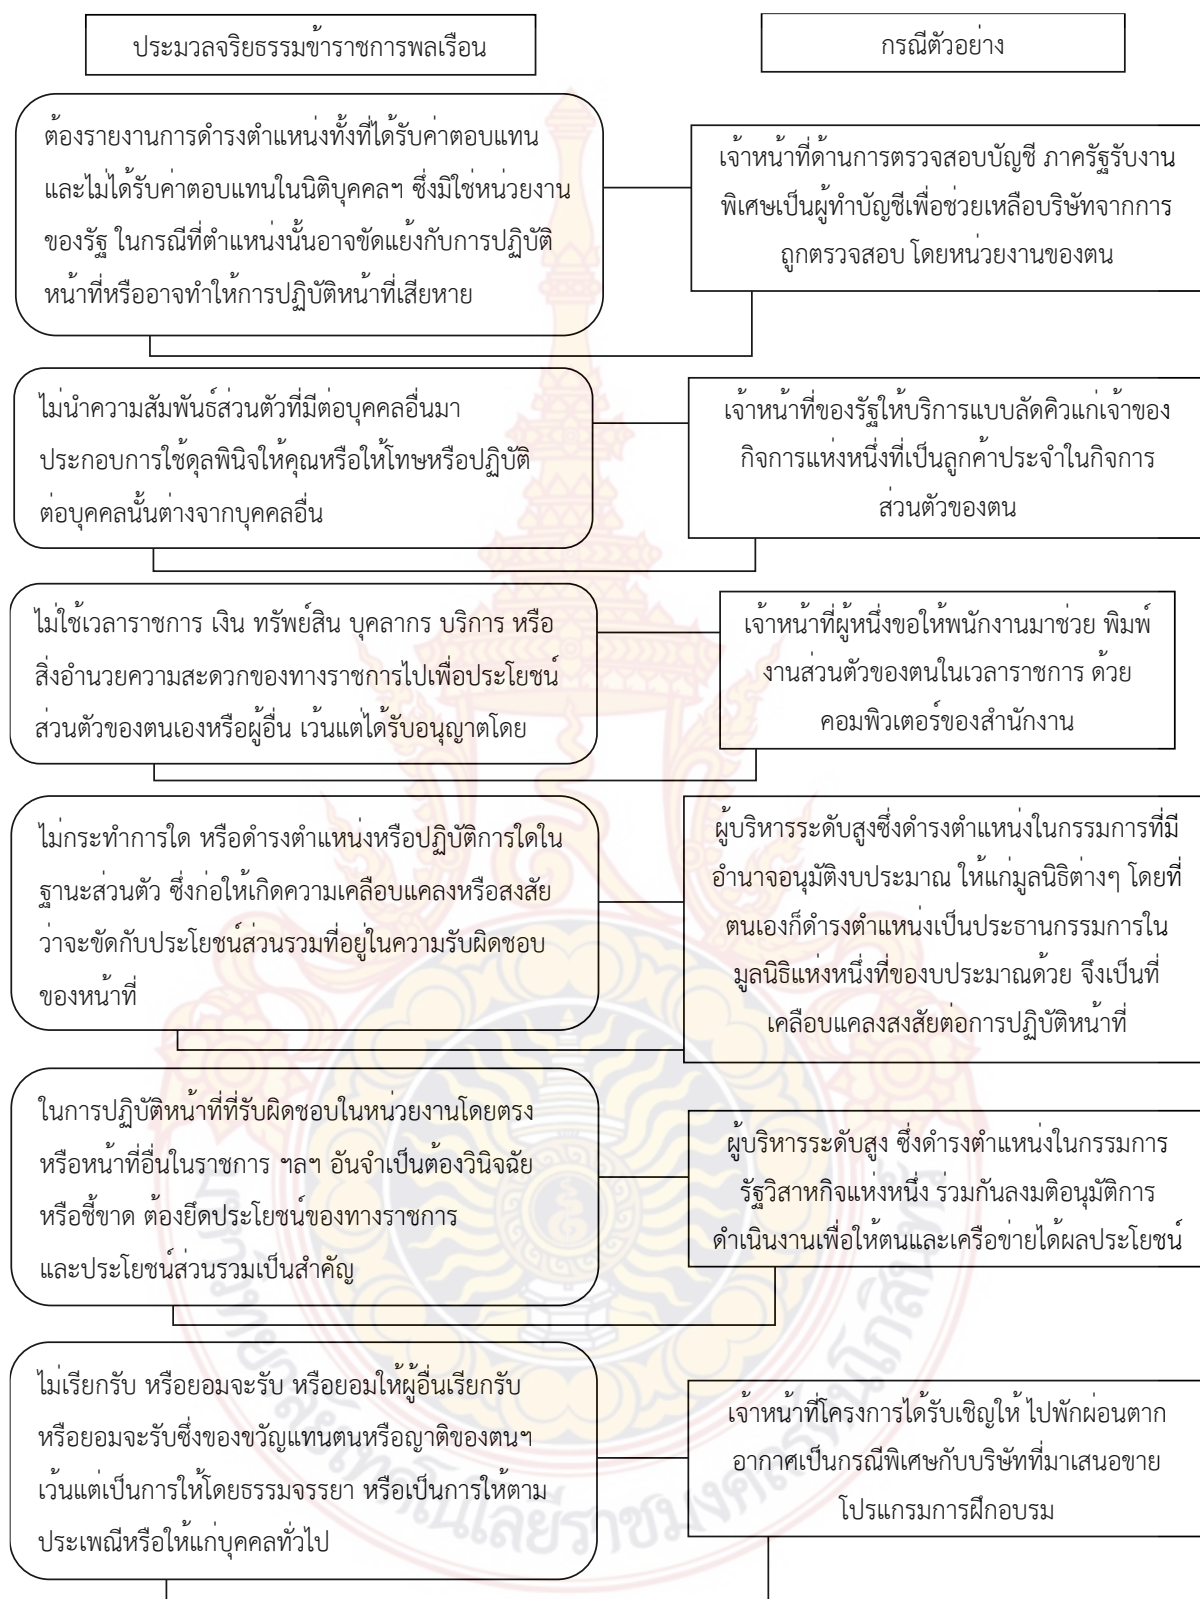 ประมวลจริยธรรมข้าราชการพลเรือน
กรณีตัวอย่าง
ต้องรายงานการดำรงตำแหน่งทั้งที่ได้รับค่าตอบแทน
และไม่ได้รับค่าตอบแทนในนิติบุคคลฯ ซึ่งมิใช่หน่วยงาน
ของรัฐ ในกรณีที่ตำแหน่งนั้นอาจขัดแย้งกับการปฏิบัติ
หน้าที่หรืออาจทำให้การปฏิบัติหน้าที่เสียหาย
เจ้าหน้าที่ด้านการตรวจสอบบัญชี ภาครัฐรับงาน
พิเศษเป็นผู้ทำบัญชีเพื่อช่วยเหลือบริษัทจากการ
ถูกตรวจสอบ โดยหน่วยงานของตน
ไม่นำความสัมพันธ์ส่วนตัวที่มีต่อบุคคลอื่นมา
ประกอบการใช้ดุลพินิจให้คุณหรือให้โทษหรือปฏิบัติ
ต่อบุคคลนั้นต่างจากบุคคลอื่น
เจ้าหน้าที่ของรัฐให้บริการแบบลัดคิวแก่เจ้าของ
กิจการแห่งหนึ่งที่เป็นลูกค้าประจำในกิจการ
ส่วนตัวของตน
ไม่ใช้เวลาราชการ เงิน ทรัพย์สิน บุคลากร บริการ หรือ
สิ่งอำนวยความสะดวกของทางราชการไปเพื่อประโยชน์
ส่วนตัวของตนเองหรือผู้อื่น เว้นแต่ได้รับอนุญาตโดย
เจ้าหน้าที่ผู้หนึ่งขอให้พนักงานมาช่วย พิมพ์
งานส่วนตัวของตนในเวลาราชการ ด้วย
คอมพิวเตอร์ของสำนักงาน
ไม่กระทำการใด หรือดำรงตำแหน่งหรือปฏิบัติการใดใน
ฐานะส่วนตัว ซึ่งก่อให้เกิดความเคลือบแคลงหรือสงสัย
ว่าจะขัดกับประโยชน์ส่วนรวมที่อยู่ในความรับผิดชอบ
ของหน้าที่
ผู้บริหารระดับสูงซึ่งดำรงตำแหน่งในกรรมการที่มี
อำนาจอนุมัติงบประมาณ ให้แก่มูลนิธิต่างๆ โดยที่
ตนเองก็ดำรงตำแหน่งเป็นประธานกรรมการใน
มูลนิธิแห่งหนึ่งที่ของบประมาณด้วย จึงเป็นที่
เคลือบแคลงสงสัยต่อการปฏิบัติหน้าที่
ในการปฏิบัติหน้าที่ที่รับผิดชอบในหน่วยงานโดยตรง
หรือหน้าที่อื่นในราชการ ฯลฯ อันจำเป็นต้องวินิจฉัย
หรือชี้ขาด ต้องยึดประโยชน์ของทางราชการ
และประโยชน์ส่วนรวมเป็นสำคัญ
ผู้บริหารระดับสูง ซึ่งดำรงตำแหน่งในกรรมการ
รัฐวิสาหกิจแห่งหนึ่ง ร่วมกันลงมติอนุมัติการ
ดำเนินงานเพื่อให้ตนและเครือข่ายได้ผลประโยชน์
ไม่เรียกรับ หรือยอมจะรับ หรือยอมให้ผู้อื่นเรียกรับ
หรือยอมจะรับซึ่งของขวัญแทนตนหรือญาติของตนฯ
เว้นแต่เป็นการให้โดยธรรมจรรยา หรือเป็นการให้ตาม
ประเพณีหรือให้แก่บุคคลทั่วไป
เจ้าหน้าที่โครงการได้รับเชิญให้ ไปพักผ่อนตาก
อากาศเป็นกรณีพิเศษกับบริษัทที่มาเสนอขาย
โปรแกรมการฝึกอบรม
มหาวิทยาลัยเทคโนโลยีราชมงคลรัตนโกสินทร์